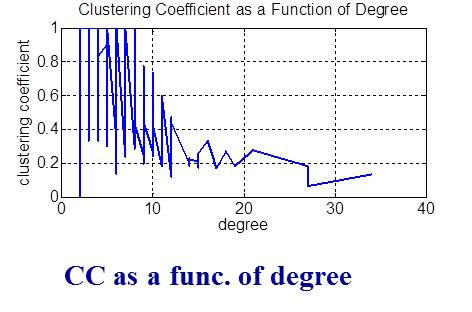 Clustering Coefficient as a Function of Degree
1
0.8
0.6
0.4
0.2
0
clustering coefficient
0 10 20 30 40
degree
CC as a func. of degree